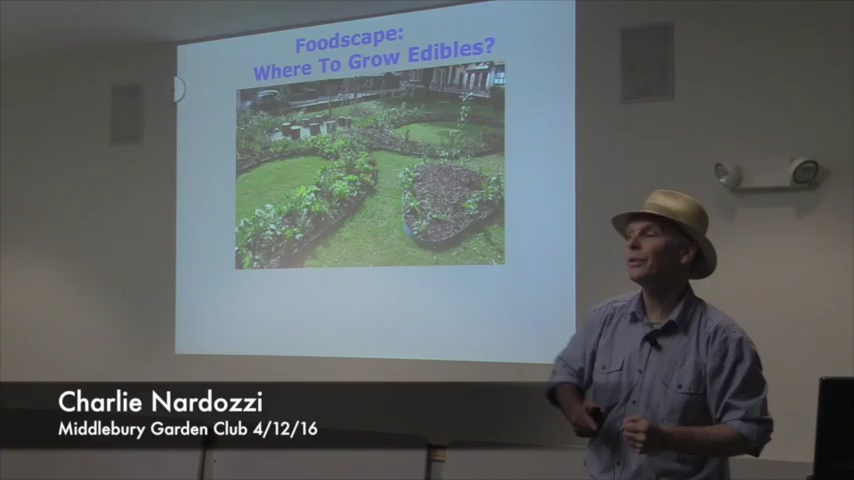 Foodscape:
Where To Grow Edibles?
Charlie Nardozzi
Middlebury Garden Club 4/12/16